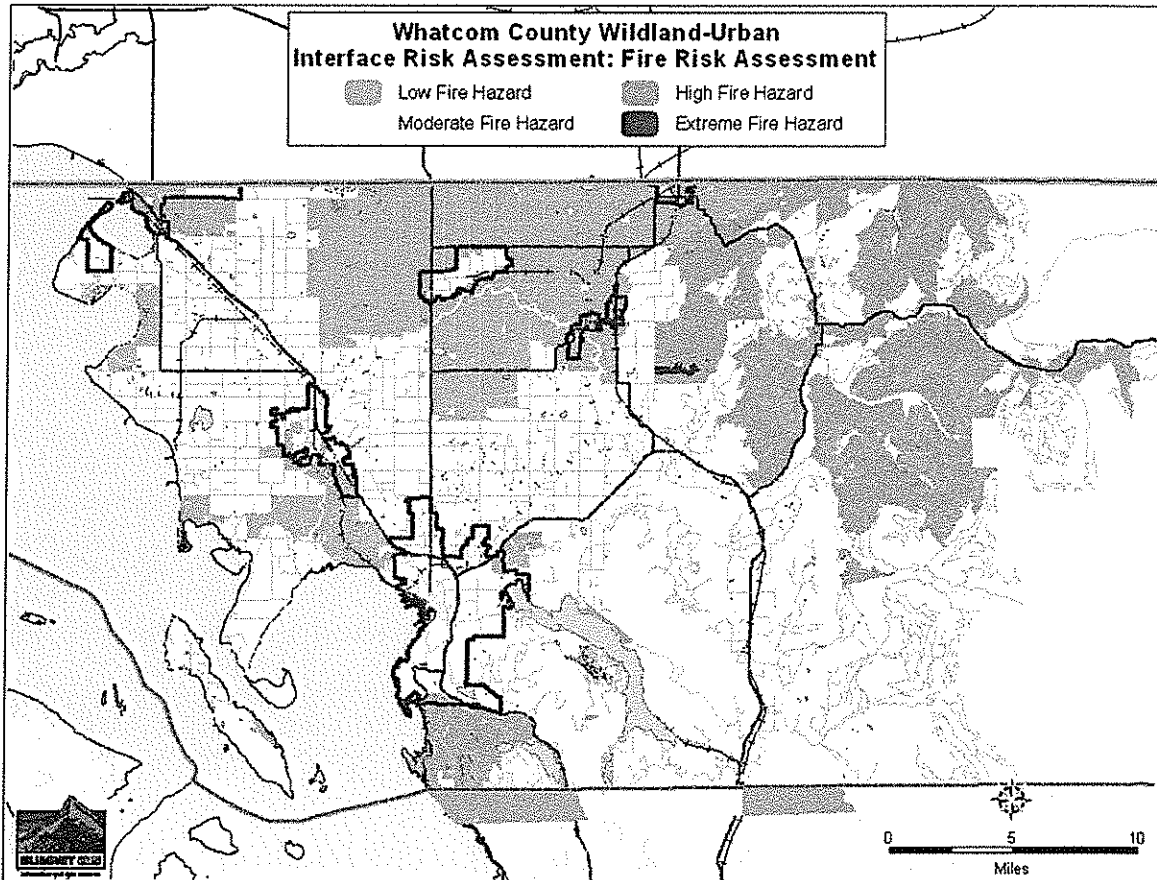 Whatcom County Wildland-Urban
Interface Risk Assessment: Fire Risk Assessment
Low Fire Hazard
High Fire Hazard
Moderate Fire Hazard
Extreme Fire Hazard
0 5 10
Miles